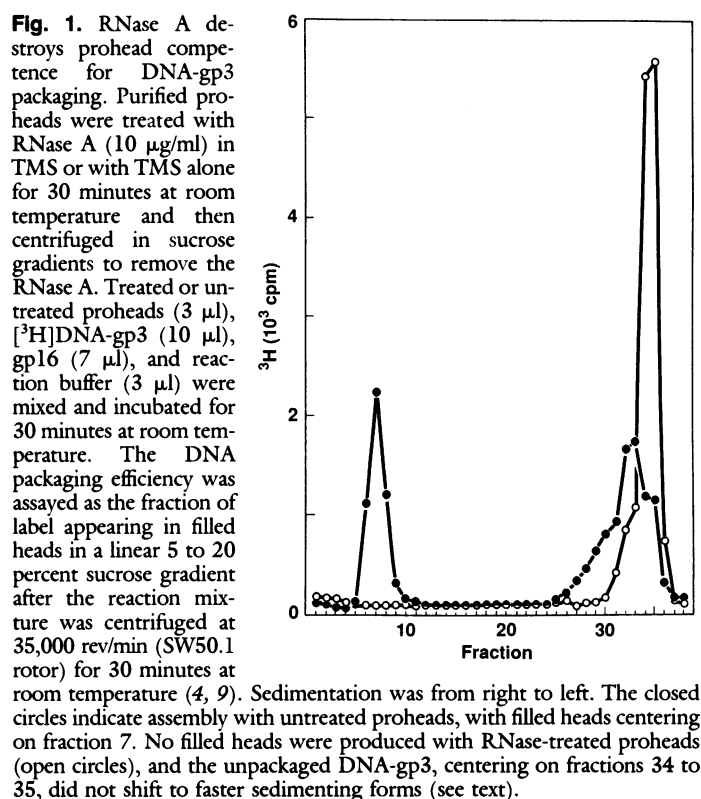 Fig. 1. RNase A de-
stroys prohead compe-
tence for DNA-gp3
packaging. Purified pro-
heads were treated with
RNase A (10 μg/ml) in
TMS or with TMS alone
for 30 minutes at room
temperature and then
centrifuged in sucrose
gradients to remove the
RNase A. Treated or un-
treated proheads (3 μl),
[³H]DNA-gp3 (10 μl),
gp16 (7 μl), and reac-
tion buffer (3 μl) were
mixed and incubated for
30 minutes at room tem-
perature. The DNA
packaging efficiency was
assayed as the fraction of
label appearing in filled
heads in a linear 5 to 20
percent sucrose gradient
after the reaction mix-
ture was centrifuged at
35,000 rev/min (SW50.1
rotor) for 30 minutes at
room temperature (4, 9). Sedimentation was from right to left. The closed
circles indicate assembly with untreated proheads, with filled heads centering
on fraction 7. No filled heads were produced with RNase-treated proheads
(open circles), and the unpackaged DNA-gp3, centering on fractions 34 to
35, did not shift to faster sedimenting forms (see text).
6
4
2
0
³H (10³ cpm)
10 20 30
Fraction